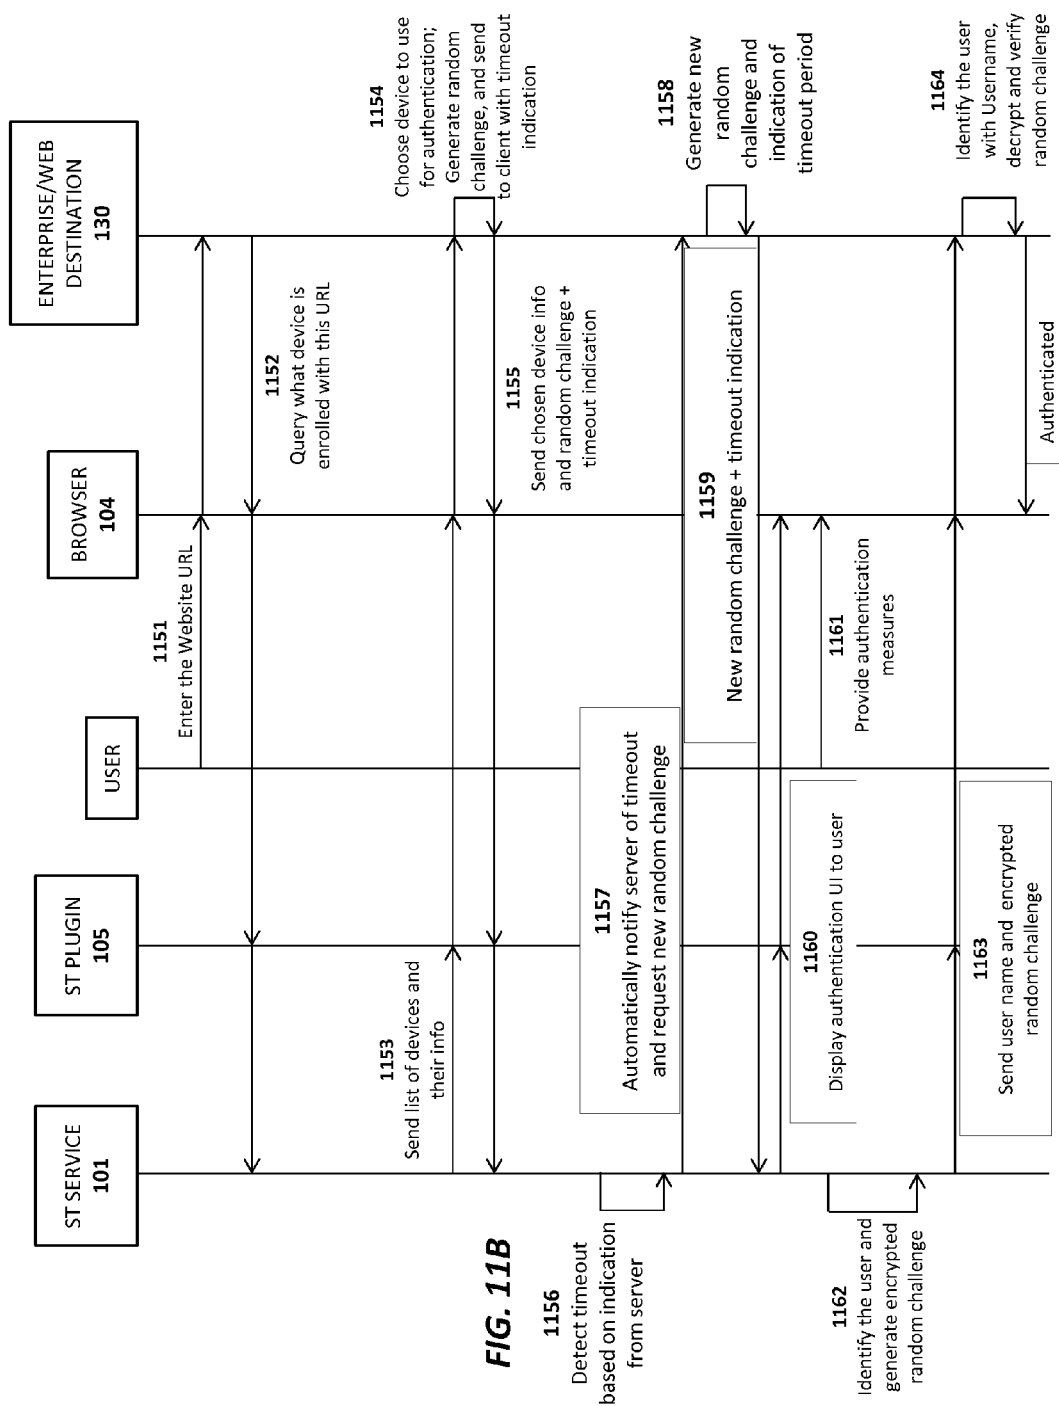 ST SERVICE
101
ST PLUGIN
105
USER
BROWSER
104
ENTERPRISE/WEB
DESTINATION
130
1151
Enter the Website URL
1152
Query what device is
enrolled with this URL
1153
Send list of devices and
their info
1154
Choose device to use
for authentication;
Generate random
challenge, and send
to client with timeout
indication
1155
Send chosen device info
and random challenge +
timeout indication
FIG. 11B
1156
Detect timeout
based on indication
from server
1157
Automatically notify server of timeout
and request new random challenge
1158
Generate new
random
challenge and
indication of
timeout period
1159
New random challenge + timeout indication
1160
Display authentication UI to user
1161
Provide authentication
measures
1162
Identify the user and
generate encrypted
random challenge
1163
Send user name and encrypted
random challenge
1164
Identify the user
with Username,
decrypt and verify
random challenge
Authenticated